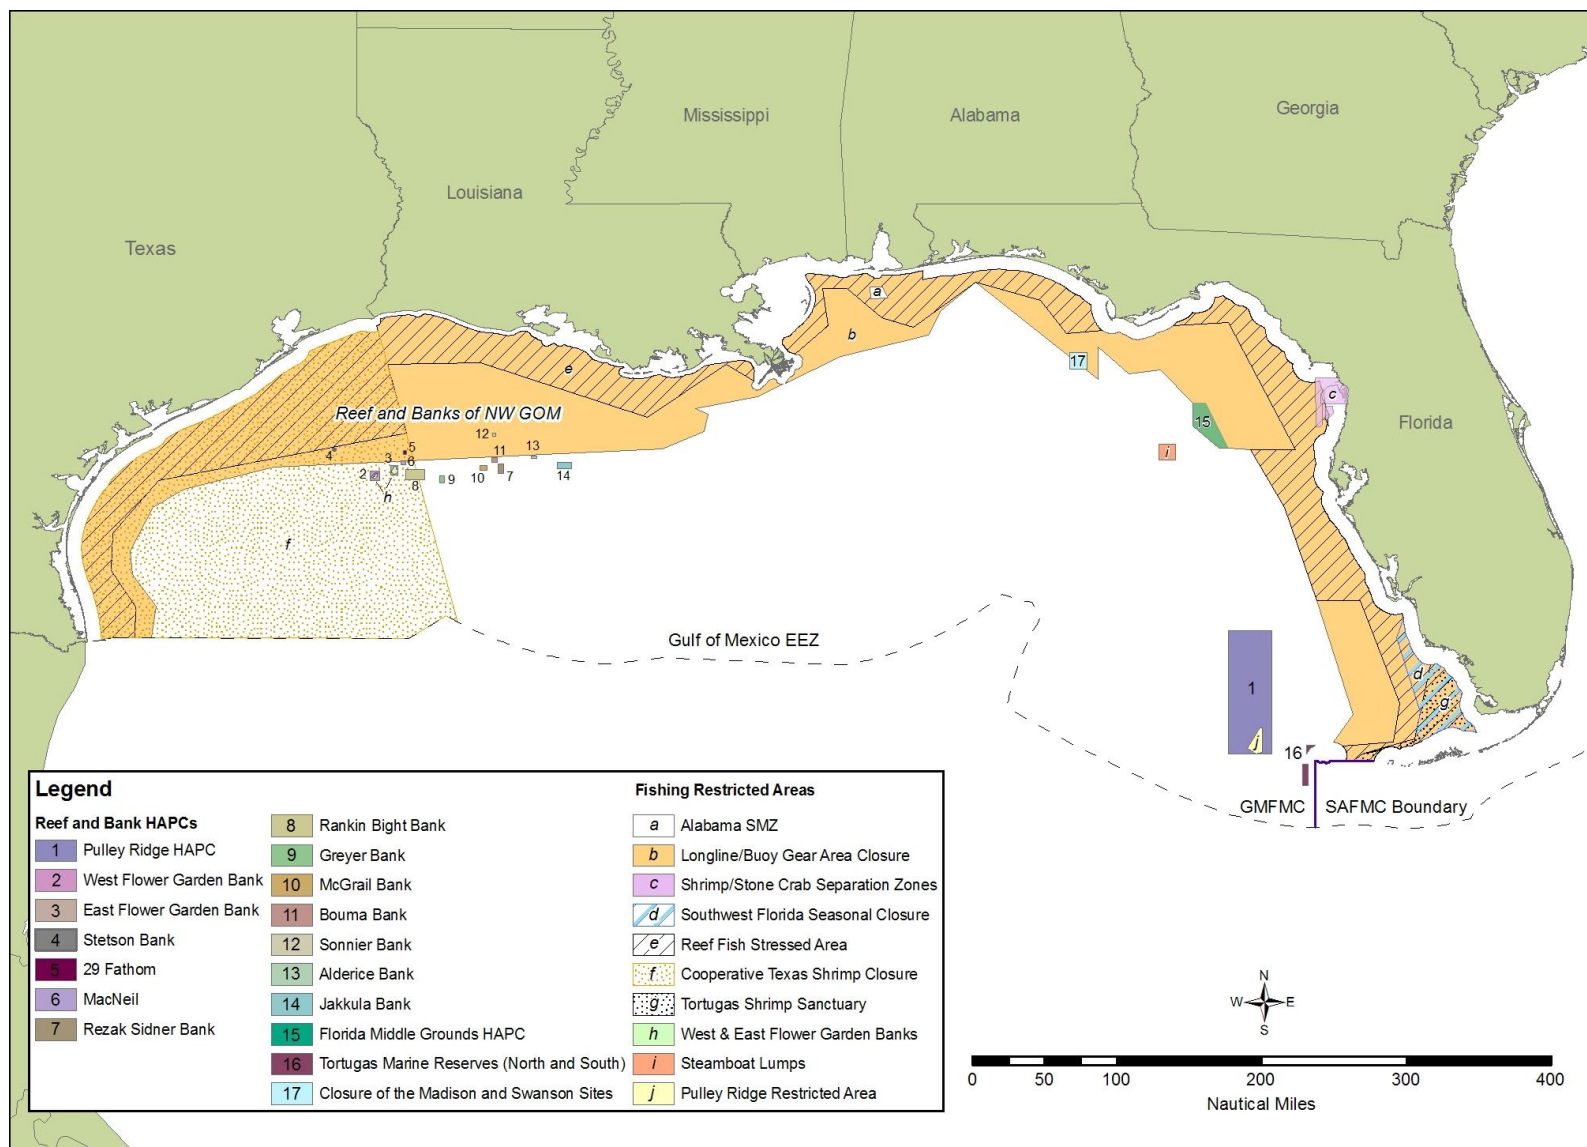 Mississippi
Alabama
Georgia
Louisiana
Texas
Florida
a
b
17
c
e
Reef and Banks of NW GOM
15
12
5
13
4
11
i
3
6
2
10
7
14
8
9
h
f
Gulf of Mexico EEZ
d
1
g
j
16
GMFMC
SAFMC Boundary
Legend
Reef and Bank HAPCs
1 Pulley Ridge HAPC
2 West Flower Garden Bank
3 East Flower Garden Bank
4 Stetson Bank
5 29 Fathom
6 MacNeil
7 Rezak Sidner Bank
8 Rankin Bight Bank
9 Greyer Bank
10 McGrail Bank
11 Bouma Bank
12 Sonnier Bank
13 Alderice Bank
14 Jakkula Bank
15 Florida Middle Grounds HAPC
16 Tortugas Marine Reserves (North and South)
17 Closure of the Madison and Swanson Sites
Fishing Restricted Areas
a Alabama SMZ
b Longline/Buoy Gear Area Closure
c Shrimp/Stone Crab Separation Zones
d Southwest Florida Seasonal Closure
e Reef Fish Stressed Area
f Cooperative Texas Shrimp Closure
g Tortugas Shrimp Sanctuary
h West & East Flower Garden Banks
i Steamboat Lumps
j Pulley Ridge Restricted Area
N
W E
S
0 50 100 200 300 400
Nautical Miles